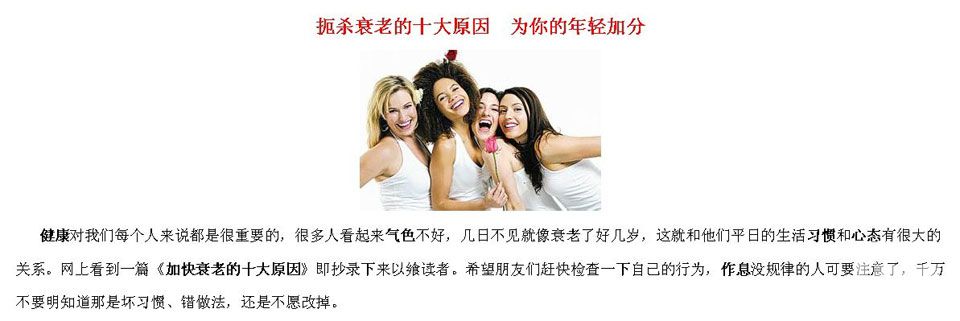 扼杀衰老的十大原因 为你的年轻加分
健康对我们每个人来说都是很重要的，很多人看起来气色不好，几日不见就像衰老了好几岁，这就和他们平日的生活习惯和心态有很大的
关系。网上看到一篇《加快衰老的十大原因》即抄录下来以飨读者。希望朋友们赶快检查一下自己的行为，作息没规律的人可要注意了，千万
不要明知道那是坏习惯、错做法，还是不愿改掉。